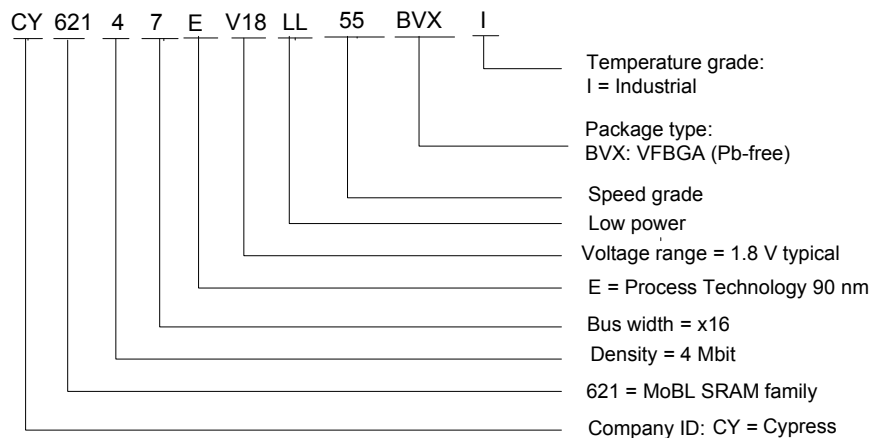 CY 621 4 7 E V18 LL 55 BVX I
Temperature grade:
I = Industrial
Package type:
BVX: VFBGA (Pb-free)
Speed grade
Low power
Voltage range = 1.8 V typical
E = Process Technology 90 nm
Bus width = x16
Density = 4 Mbit
621 = MoBL SRAM family
Company ID: CY = Cypress